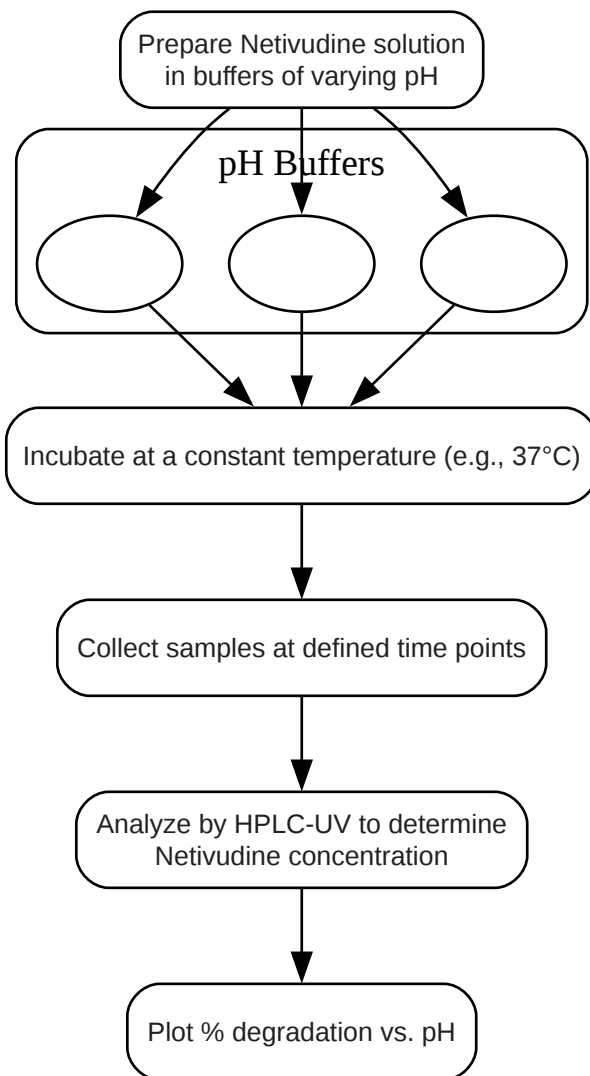 Prepare Netivudine solution
in buffers of varying pH
pH Buffers
Incubate at a constant temperature (e.g., 37°C)
Collect samples at defined time points
Analyze by HPLC-UV to determine
Netivudine concentration
Plot % degradation vs. pH